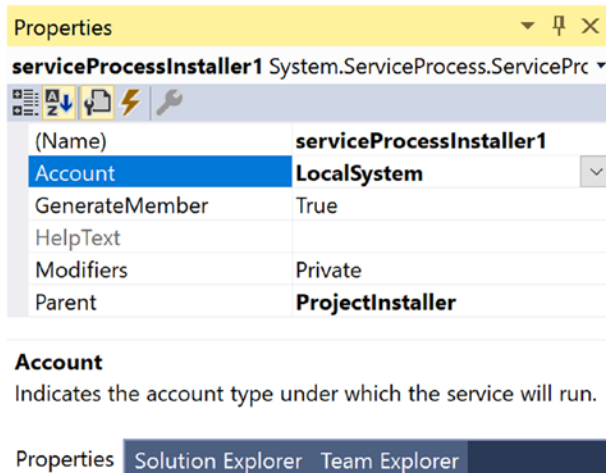 Properties
serviceProcessInstaller1 System.ServiceProcess.ServicePrc
(Name) serviceProcessInstaller1
Account LocalSystem
GenerateMember True
HelpText
Modifiers Private
Parent ProjectInstaller
Account
Indicates the account type under which the service will run.
Properties Solution Explorer Team Explorer